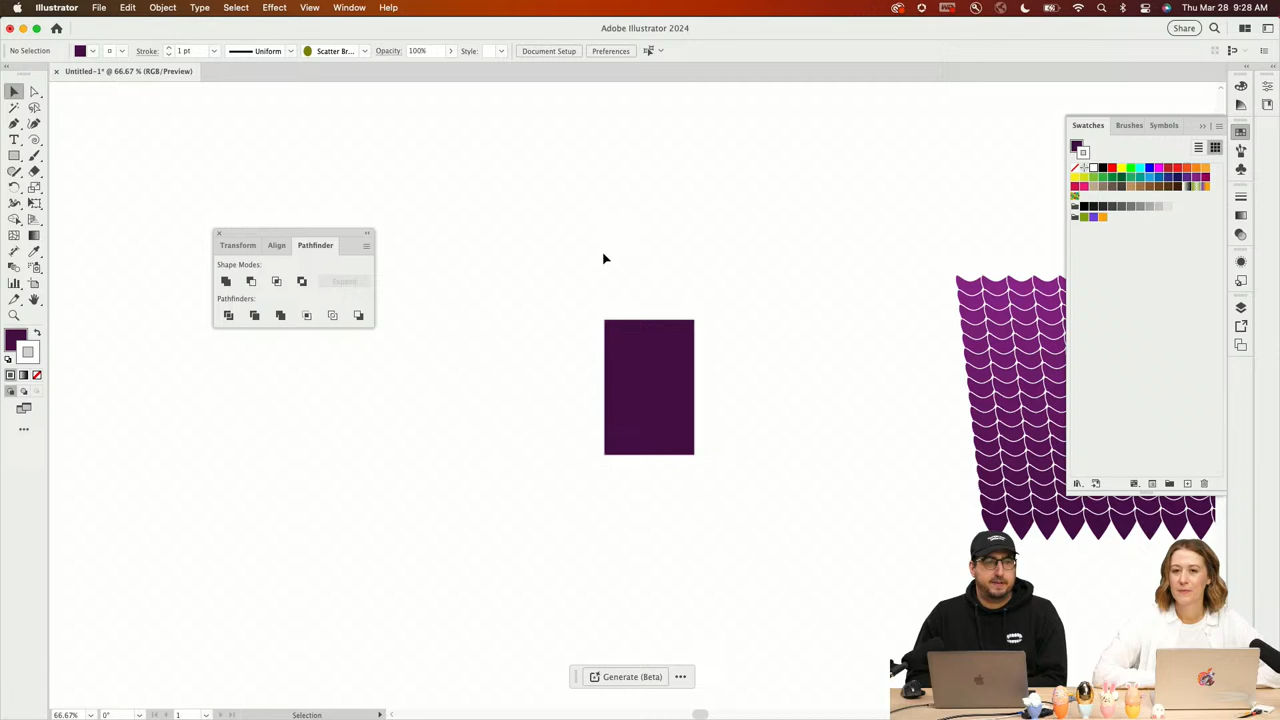 Illustrator File Edit Object Type Select Effect View Window Help
Thu Mar 28 9:28 AM
Adobe Illustrator 2024
Share
No Selection
Stroke:
1 pt
Uniform
Scatter Br...
Opacity:
100%
Style:
Document Setup
Preferences
× Untitled-1* @ 66.67 % (RGB/Preview)
Swatches
Brushes
Symbols
Transform
Align
Pathfinder
Shape Modes:
Expand
Pathfinders:
Generate (Beta)
66.67%
0°
1
Selection